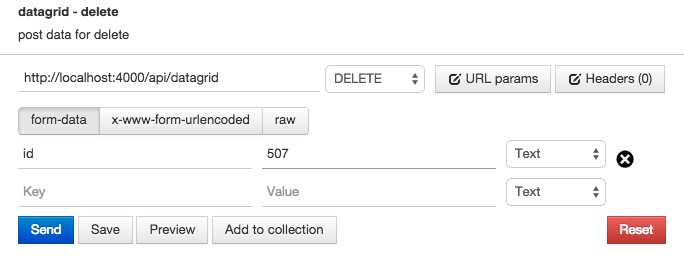 datagrid - delete
post data for delete
http://localhost:4000/api/datagrid DELETE URL params Headers (0)
form-data x-www-form-urlencoded raw
id 507 Text
Key Value Text
Send Save Preview Add to collection Reset